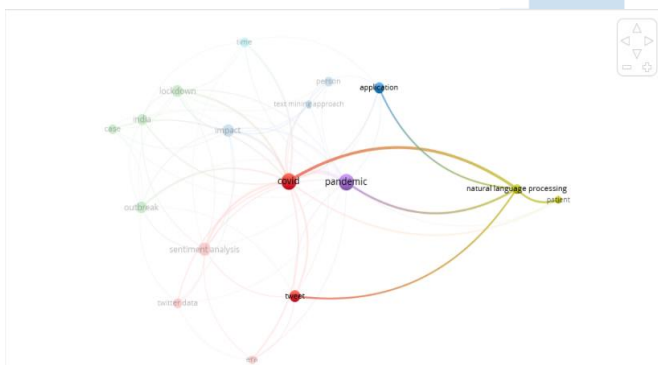 time
person
application
lockdown
text mining approach
india
case
impact
covid
pandemic
natural language processing
patient
outbreak
sentiment analysis
tweet
twitter data